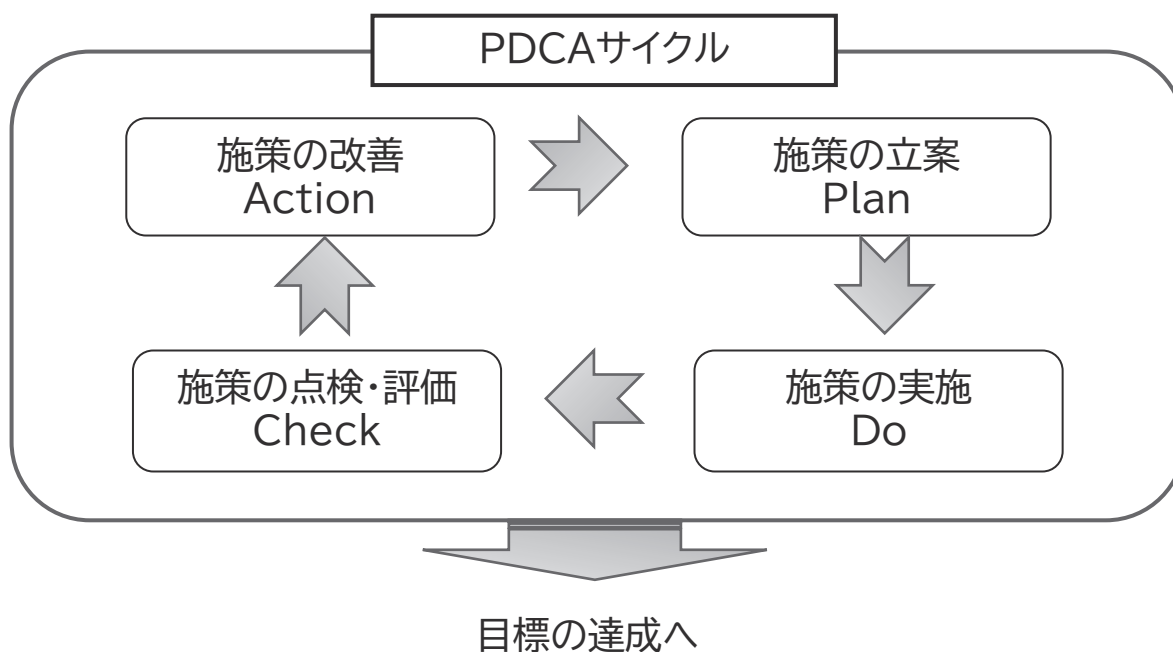 PDCAサイクル
施策の改善
Action
施策の立案
Plan
施策の点検・評価
Check
施策の実施
Do
目標の達成へ